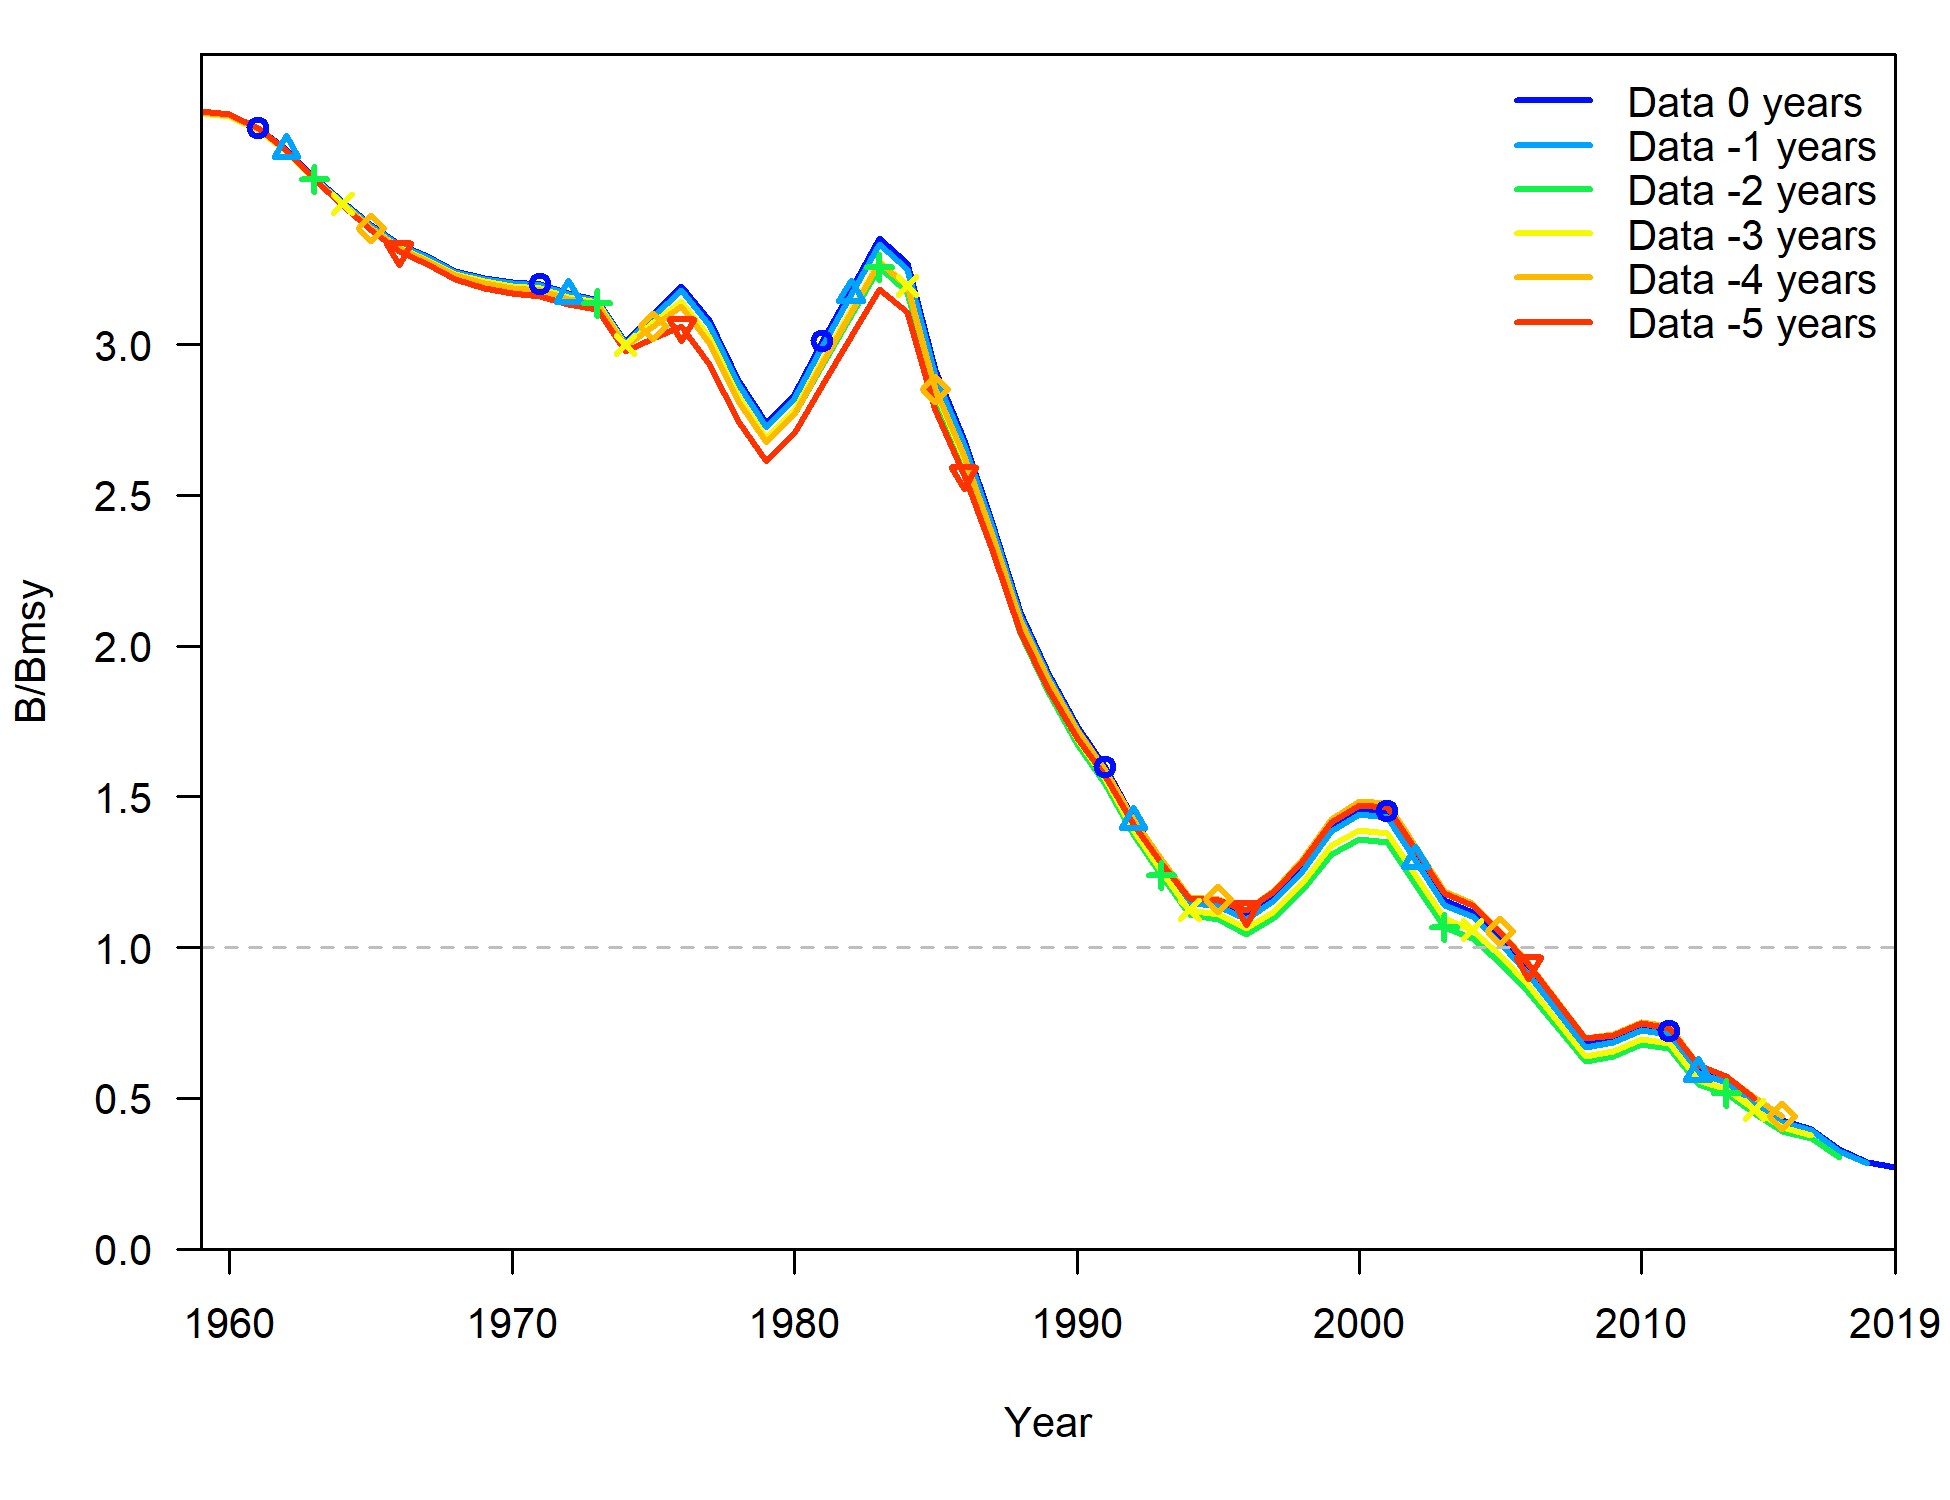 Data 0 years
Data -1 years
Data -2 years
Data -3 years
Data -4 years
Data -5 years
3.0
2.5
2.0
1.5
1.0
0.5
0.0
B/Bmsy
1960 1970 1980 1990 2000 2010 2019
Year